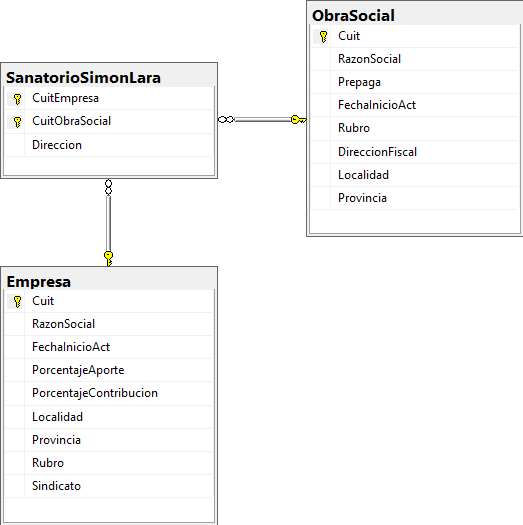 ObraSocial
Cuit
RazonSocial
Prepaga
FechaInicioAct
Rubro
DireccionFiscal
Localidad
Provincia
SanatorioSimonLara
CuitEmpresa
CuitObraSocial
Direccion
Empresa
Cuit
RazonSocial
FechaInicioAct
PorcentajeAporte
PorcentajeContribucion
Localidad
Provincia
Rubro
Sindicato